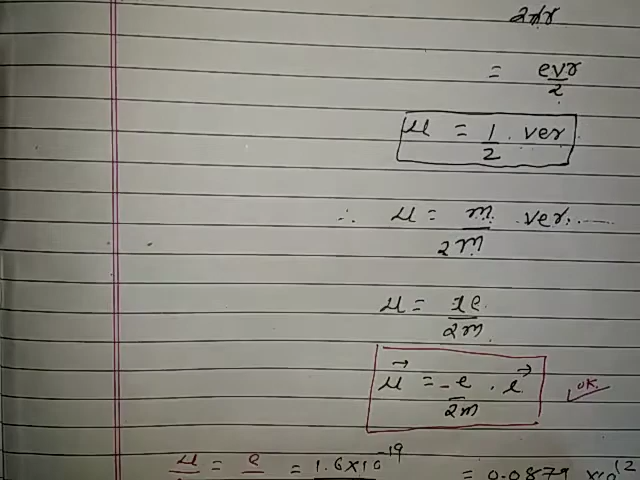 2πr
= evr/2
μ = 1/2 · ver
∴ μ = m/2m ver
μ = le/2m
μ⃗ = -e/2m · l⃗ OK
μ = e = 1.6×10^-19 = 0.0879 ×10^12